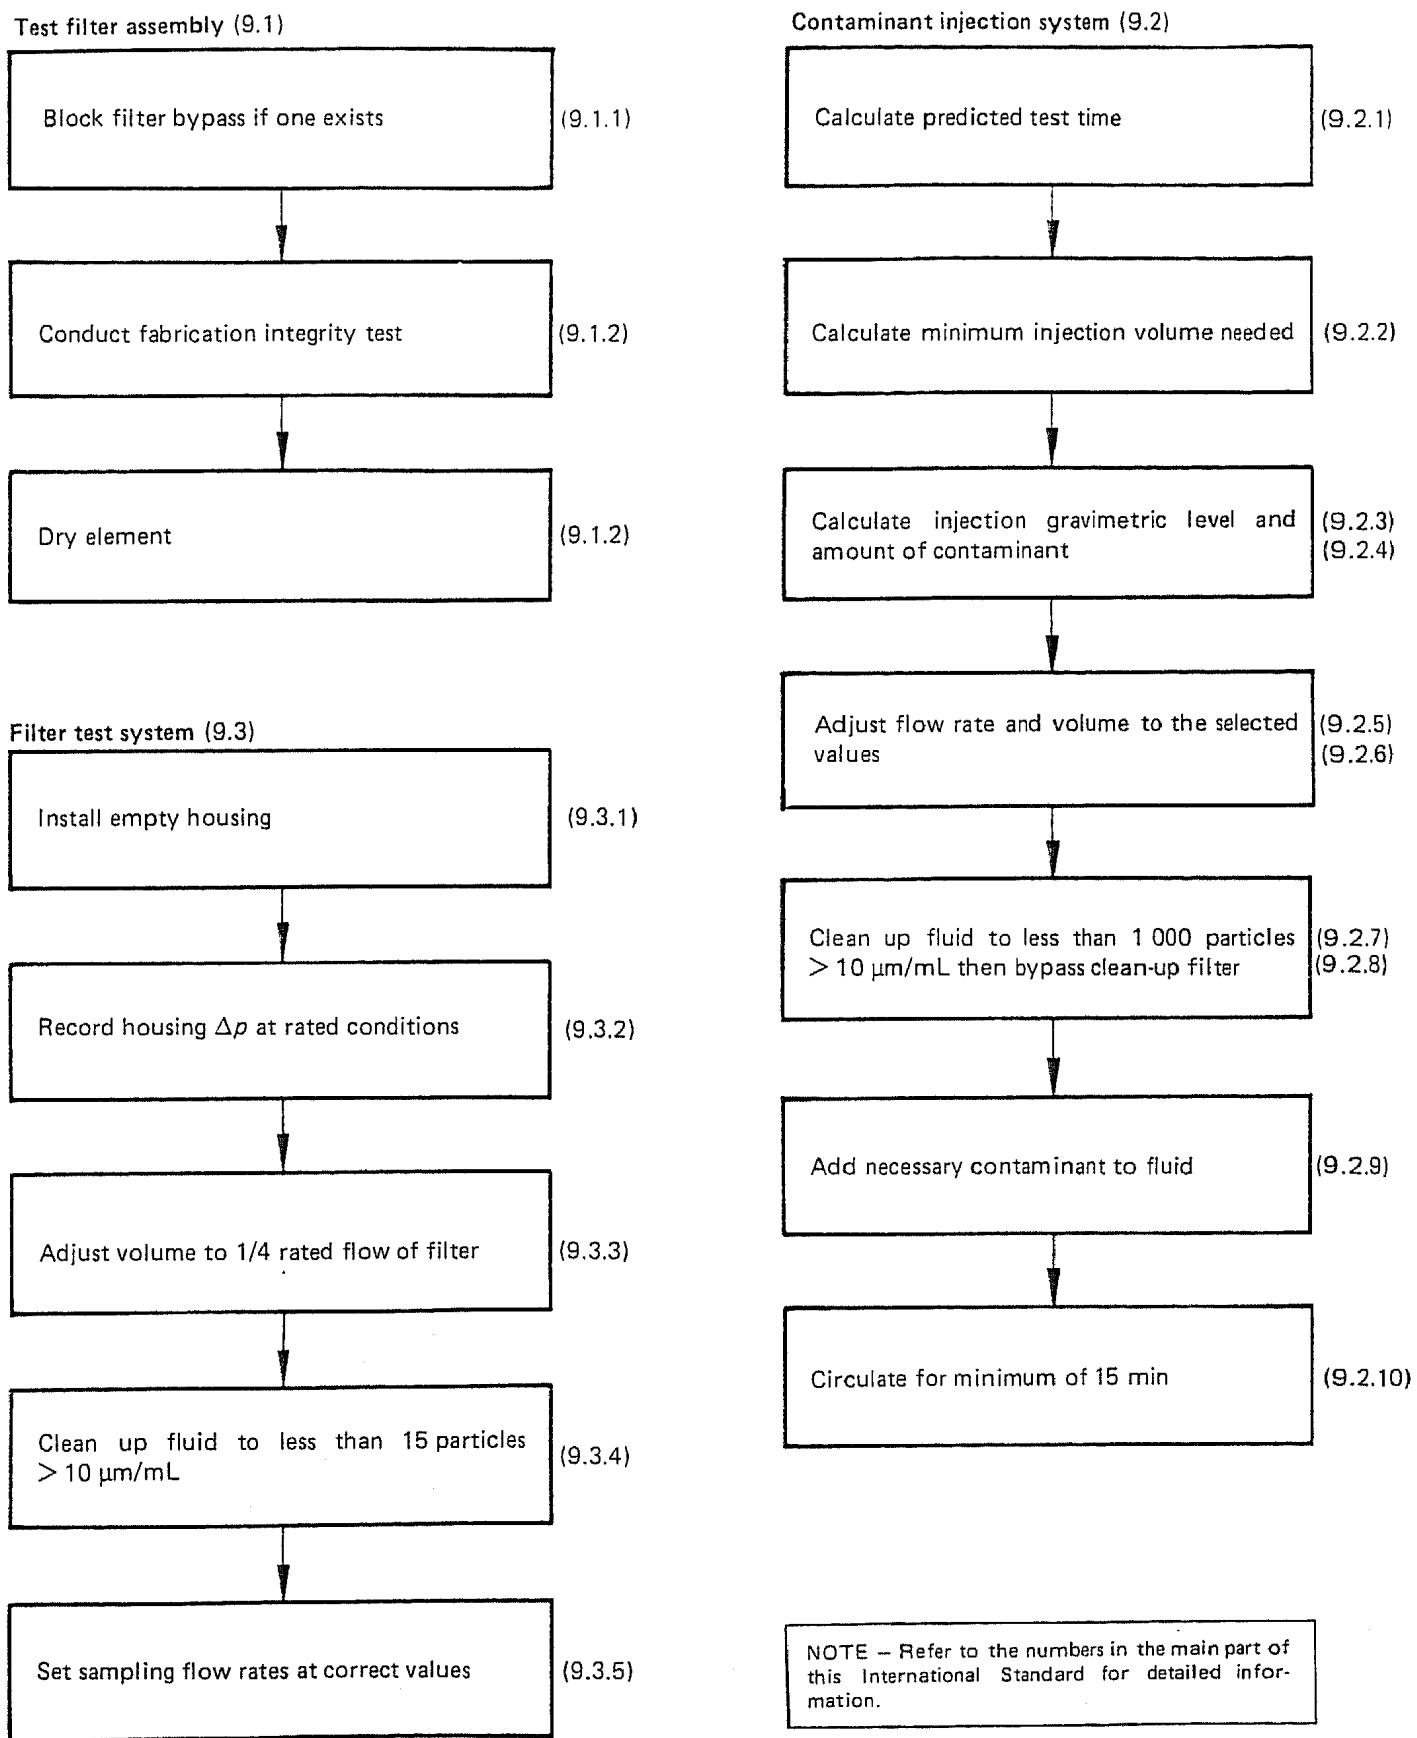 Test filter assembly (9.1)
Block filter bypass if one exists
(9.1.1)
Conduct fabrication integrity test
(9.1.2)
Dry element
(9.1.2)
Filter test system (9.3)
Install empty housing
(9.3.1)
Record housing Δp at rated conditions
(9.3.2)
Adjust volume to 1/4 rated flow of filter
(9.3.3)
Clean up fluid to less than 15 particles
> 10 μm/mL
(9.3.4)
Set sampling flow rates at correct values
(9.3.5)
Contaminant injection system (9.2)
Calculate predicted test time
(9.2.1)
Calculate minimum injection volume needed
(9.2.2)
Calculate injection gravimetric level and
amount of contaminant
(9.2.3)
(9.2.4)
Adjust flow rate and volume to the selected
values
(9.2.5)
(9.2.6)
Clean up fluid to less than 1 000 particles
> 10 μm/mL then bypass clean-up filter
(9.2.7)
(9.2.8)
Add necessary contaminant to fluid
(9.2.9)
Circulate for minimum of 15 min
(9.2.10)
NOTE – Refer to the numbers in the main part of
this International Standard for detailed infor-
mation.